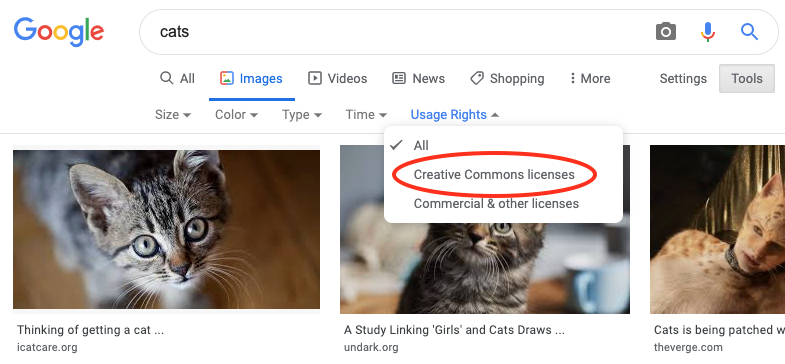 Google
cats
All Images Videos News Shopping More Settings Tools
Size Color Type Time Usage Rights
All
Creative Commons licenses
Commercial & other licenses
Thinking of getting a cat ...
icatcare.org
A Study Linking 'Girls' and Cats Draws ...
undark.org
Cats is being patched w
theverge.com